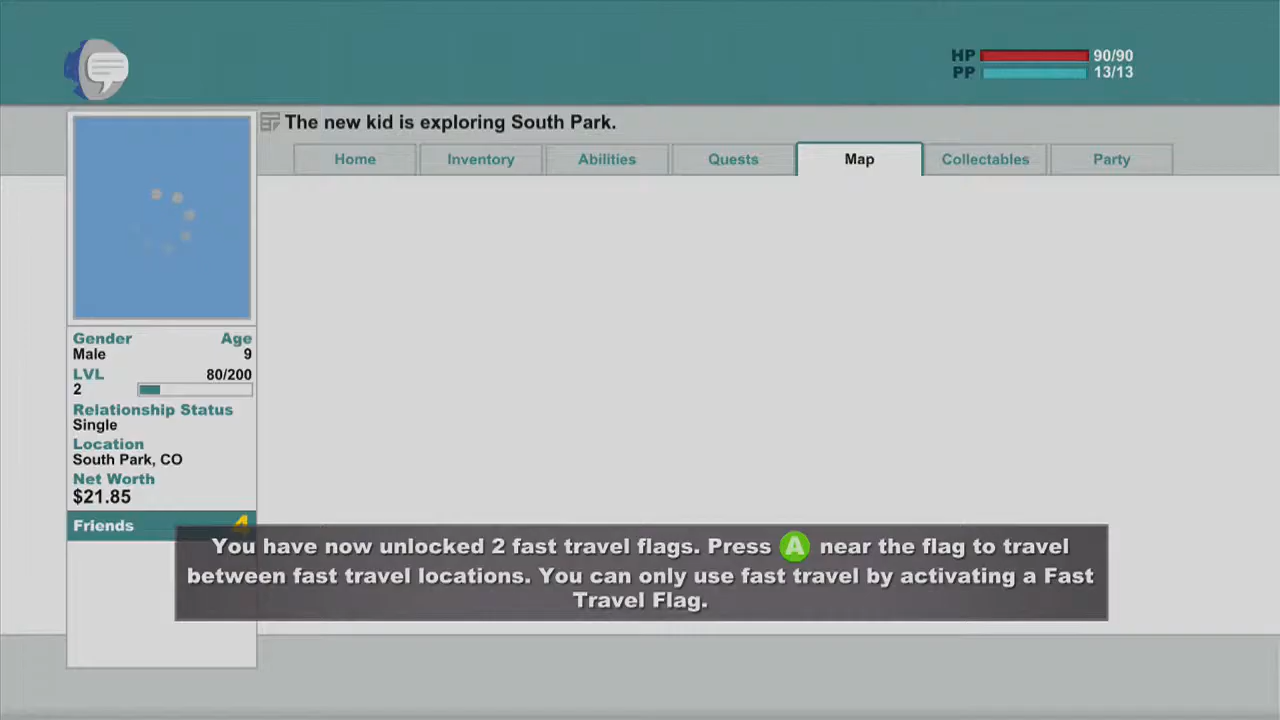 HP 90/90
PP 13/13
The new kid is exploring South Park.
Home Inventory Abilities Quests Map Collectables Party
Gender Age
Male 9
LVL 80/200
2
Relationship Status
Single
Location
South Park, CO
Net Worth
$21.85
Friends 4
You have now unlocked 2 fast travel flags. Press A near the flag to travel
between fast travel locations. You can only use fast travel by activating a Fast
Travel Flag.